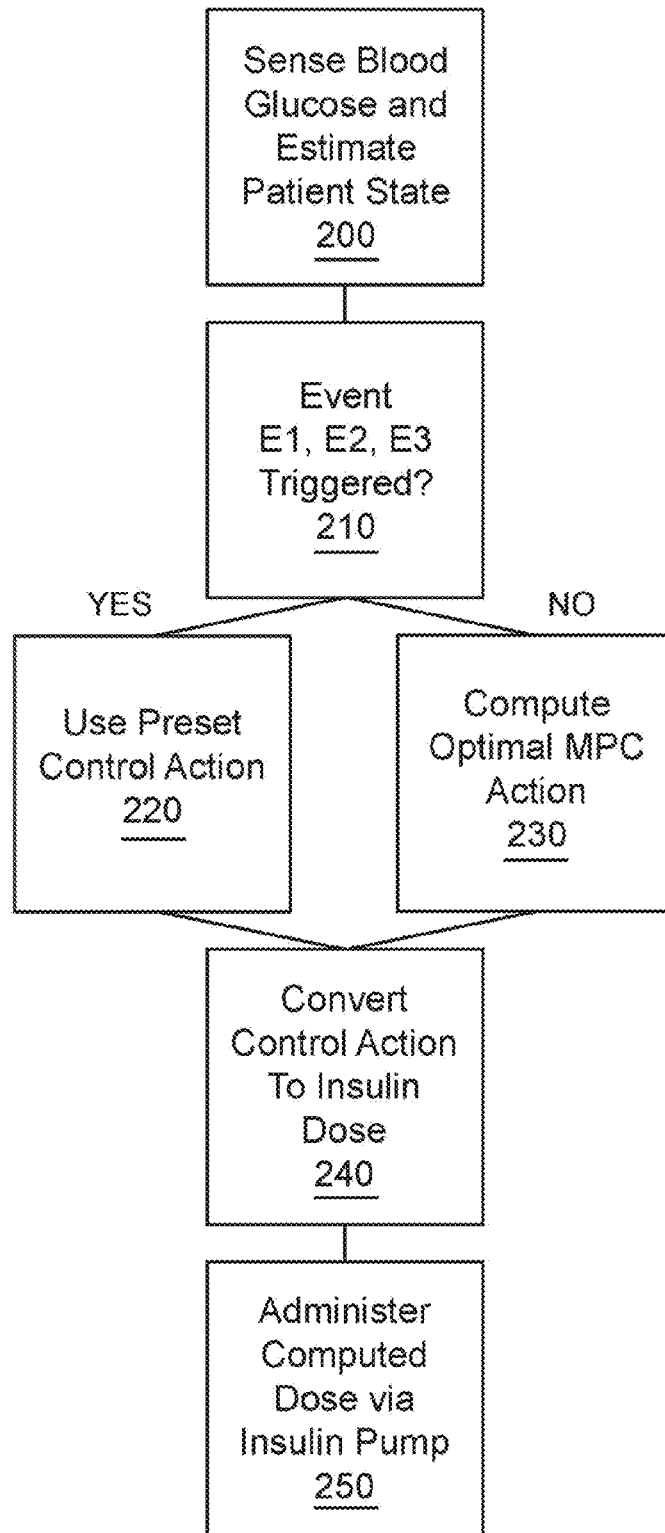 Sense Blood
Glucose and
Estimate
Patient State
200
Event
E1, E2, E3
Triggered?
210
YES
NO
Use Preset
Control Action
220
Compute
Optimal MPC
Action
230
Convert
Control Action
To Insulin
Dose
240
Administer
Computed
Dose via
Insulin Pump
250